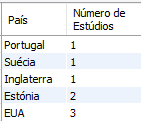 País Número de
Estúdios
Portugal 1
Suécia 1
Inglaterra 1
Estónia 2
EUA 3